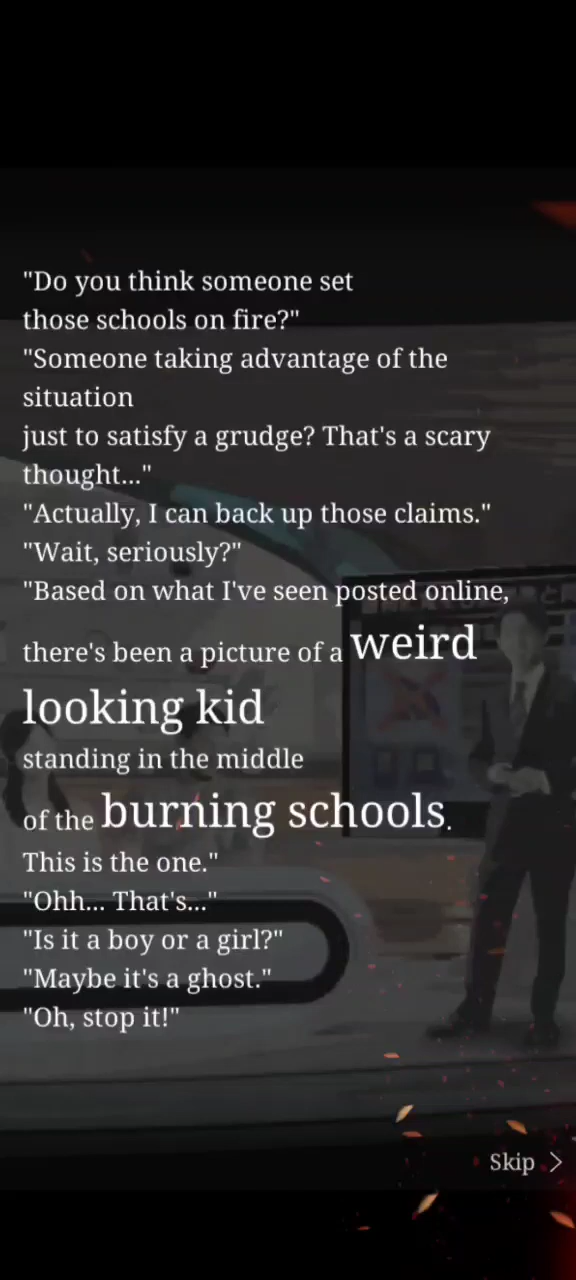 "Do you think someone set
those schools on fire?"
"Someone taking advantage of the
situation
just to satisfy a grudge? That's a scary
thought..."
"Actually, I can back up those claims."
"Wait, seriously?"
"Based on what I've seen posted online,
there's been a picture of a weird
looking kid
standing in the middle
of the burning schools.
This is the one."
"Ohh... That's..."
"Is it a boy or a girl?"
"Maybe it's a ghost."
"Oh, stop it!"
Skip